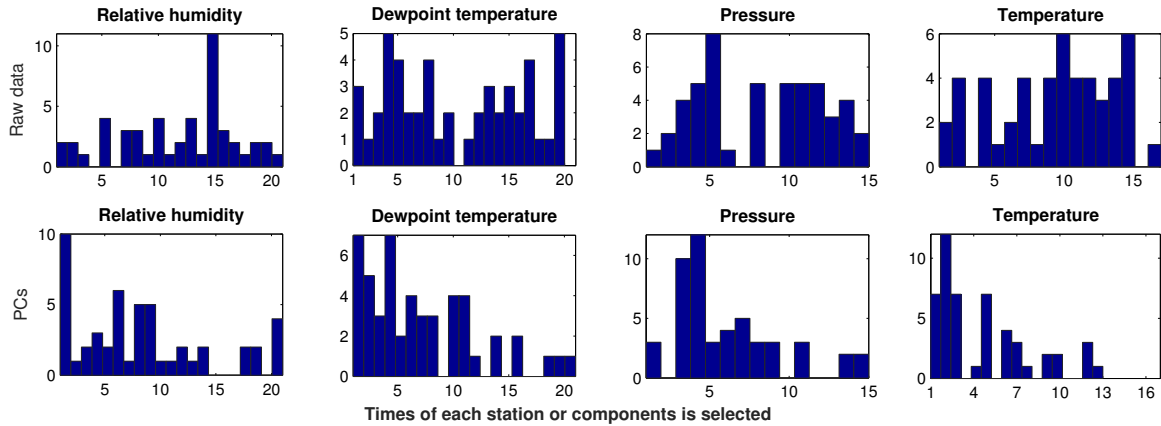 Relative humidity Dewpoint temperature Pressure Temperature
Raw data
10
5
0
5 10 15 20
5
4
3
2
1
0
1 5 10 15 20
8
6
4
2
0
5 10 15
6
4
2
0
5 10 15
Relative humidity Dewpoint temperature Pressure Temperature
PCs
10
5
0
5 10 15 20
6
4
2
0
5 10 15 20
10
5
0
5 10 15
10
5
0
1 4 7 10 13 16
Times of each station or components is selected